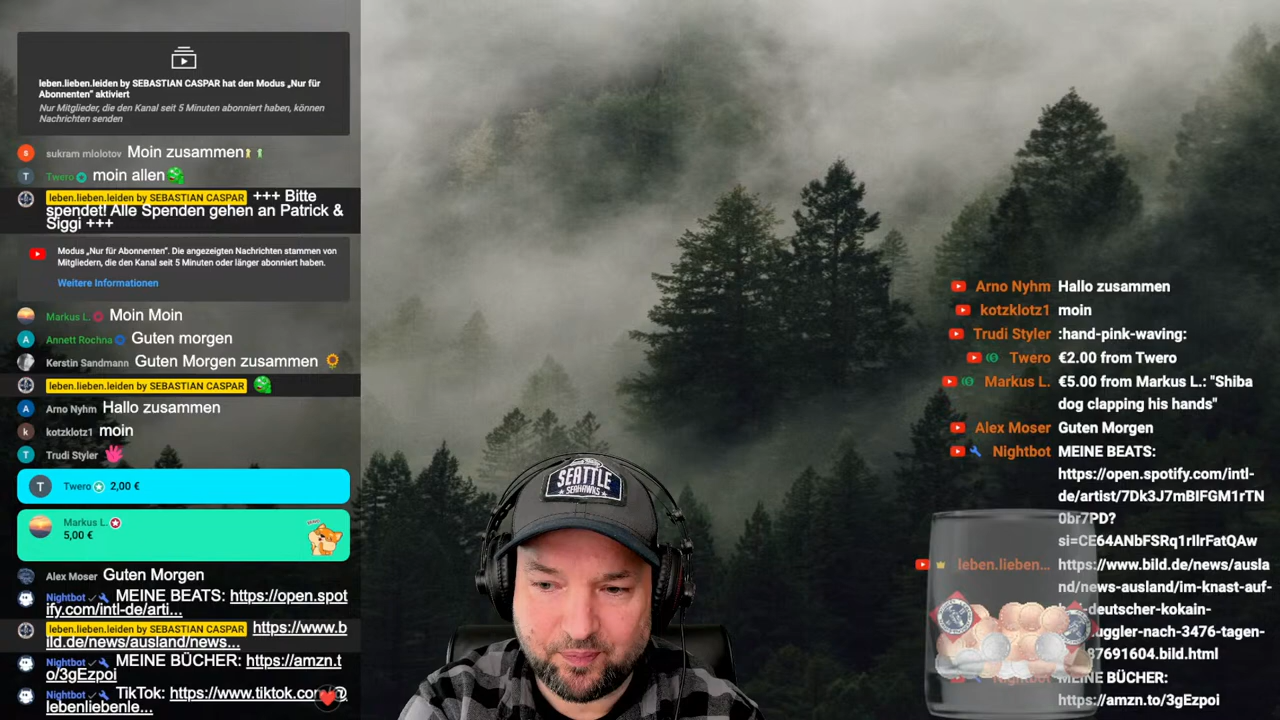 leben.lieben.leiden by SEBASTIAN CASPAR hat den Modus „Nur für
Abonnenten“ aktiviert
Nur Mitglieder, die den Kanal seit 5 Minuten abonniert haben, können
Nachrichten senden
sukram miolotov Moin zusammen
T Twero moin allen
leben.lieben.leiden by SEBASTIAN CASPAR +++ Bitte
spendet! Alle Spenden gehen an Patrick &
Siggi +++
Modus „Nur für Abonnenten“. Die angezeigten Nachrichten stammen von
Mitgliedern, die den Kanal seit 5 Minuten oder länger abonniert haben.
Weitere Informationen
Markus L. Moin Moin
A Annett Rochna Guten morgen
Kerstin Sandmann Guten Morgen zusammen
leben.lieben.leiden by SEBASTIAN CASPAR
A Arno Nyhm Hallo zusammen
k kotzklotz1 moin
T Trudi Styler
T Twero 2,00 €
Markus L.
5,00 €
Alex Moser Guten Morgen
Nightbot MEINE BEATS: https://open.spot
ify.com/intl-de/arti...
leben.lieben.leiden by SEBASTIAN CASPAR https://www.b
ild.de/news/ausland/news...
Nightbot MEINE BÜCHER: https://amzn.t
o/3gEzpoi
Nightbot TikTok: https://www.tiktok.com/@
lebenliebenle...
SEATTLE
SEAHAWKS
Arno Nyhm Hallo zusammen
kotzklotz1 moin
Trudi Styler :hand-pink-waving:
Twero €2.00 from Twero
Markus L. €5.00 from Markus L.: "Shiba
dog clapping his hands"
Alex Moser Guten Morgen
Nightbot MEINE BEATS:
https://open.spotify.com/intl-
de/artist/7Dk3J7mBIFGM1rTN
0br7PD?
si=CE64ANbFSRq1rIlrFatQAw
leben.lieben... https://www.bild.de/news/ausla
nd/news-ausland/im-knast-auf-
deutscher-kokain-
uggler-nach-3476-tagen-
87691604.bild.html
Nightbot MEINE BÜCHER:
https://amzn.to/3gEzpoi